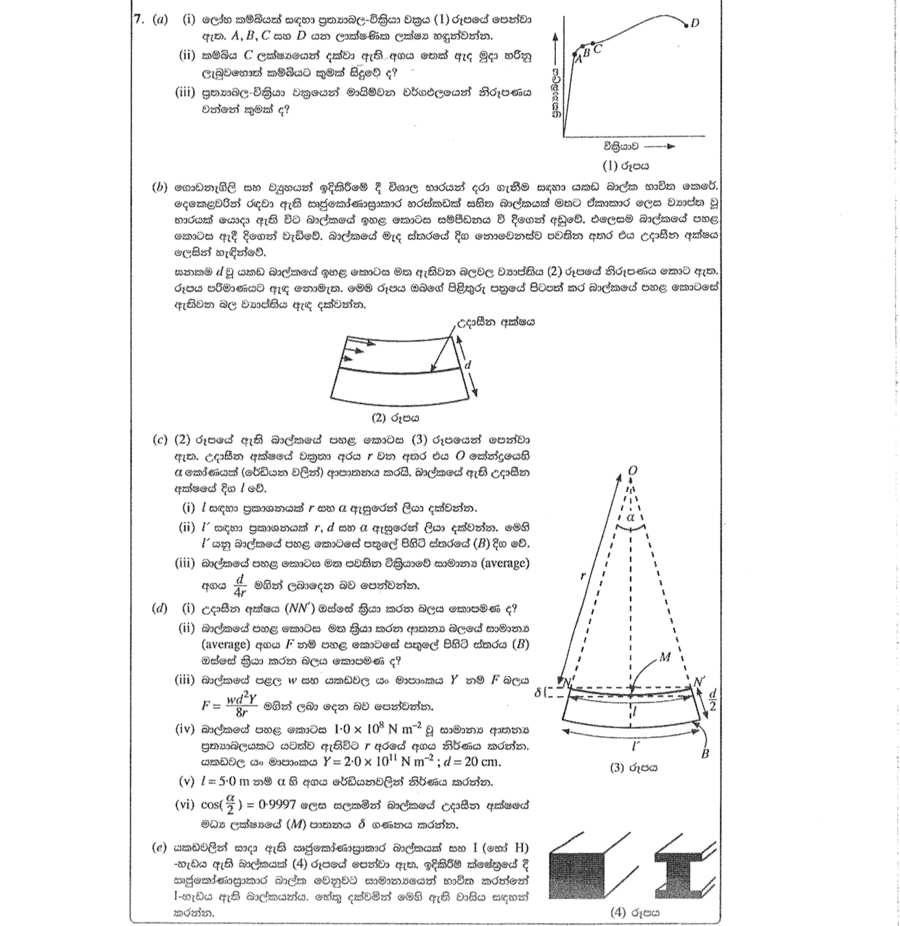 7. (a) (i) ලෝහ කම්බියක් සඳහා ප්‍රත්‍යාබල-වික්‍රියා වක්‍රය (1) රූපයේ පෙන්වා
ඇත. A, B, C සහ D යන ලාක්ෂණික ලක්ෂ්‍ය හඳුන්වන්න.
(ii) කම්බිය C ලක්ෂ්‍යයෙන් දක්වා ඇති අගය තෙක් ඇද මුදා හරිනු
ලැබුවහොත් කම්බියට කුමක් සිදුවේ ද?
(iii) ප්‍රත්‍යාබල-වික්‍රියා වක්‍රයෙන් මායිම්වන වර්ගඵලයෙන් නිරූපණය
වන්නේ කුමක් ද?
ප්‍රත්‍යාබලය
A
B
C
D
වික්‍රියාව
(1) රූපය
(b) ගොඩනැගිලි සහ ව්‍යුහයන් ඉදිකිරීමේ දී විශාල භාරයන් දරා ගැනීම සඳහා යකඩ බාල්ක භාවිත කෙරේ.
දෙකෙළවරින් රඳවා ඇති සෘජුකෝණාස්‍රාකාර හරස්කඩක් සහිත බාල්කයක් මතට ඒකාකාර ලෙස ව්‍යාප්ත වූ
භාරයක් යොදා ඇති විට බාල්කයේ ඉහළ කොටස සම්පීඩනය වී දිගෙන් අඩුවේ. එලෙසම බාල්කයේ පහළ
කොටස ඇදී දිගෙන් වැඩිවේ. බාල්කයේ මැද ස්තරයේ දිග නොවෙනස්ව පවතින අතර එය උදාසීන අක්ෂය
ලෙසින් හැඳින්වේ.
ඝනකම d වූ යකඩ බාල්කයේ ඉහළ කොටස මත ඇතිවන බලවල ව්‍යාප්තිය (2) රූපයේ නිරූපණය කොට ඇත.
රූපය පරිමාණයට ඇඳ නොමැත. මෙම රූපය ඔබගේ පිළිතුරු පත්‍රයේ පිටපත් කර බාල්කයේ පහළ කොටසේ
ඇතිවන බල ව්‍යාප්තිය ඇඳ දක්වන්න.
උදාසීන අක්ෂය
d
(2) රූපය
(c) (2) රූපයේ ඇති බාල්කයේ පහළ කොටස (3) රූපයෙන් පෙන්වා
ඇත. උදාසීන අක්ෂයේ වක්‍රතා අරය r වන අතර එය O කේන්ද්‍රයෙහි
α කෝණයක් (රේඩියන වලින්) ආපාතනය කරයි. බාල්කයේ ඇති උදාසීන
අක්ෂයේ දිග l වේ.
(i) l සඳහා ප්‍රකාශනයක් r සහ α ඇසුරෙන් ලියා දක්වන්න.
(ii) l′ සඳහා ප්‍රකාශනයක් r, d සහ α ඇසුරෙන් ලියා දක්වන්න. මෙහි
l′ යනු බාල්කයේ පහළ කොටසේ පතුලේ පිහිටි ස්තරයේ (B) දිග වේ.
(iii) බාල්කයේ පහළ කොටස මත පවතින වික්‍රියාවේ සාමාන්‍ය (average)
අගය d/4r මගින් ලබාදෙන බව පෙන්වන්න.
(d) (i) උදාසීන අක්ෂය (NN′) ඔස්සේ ක්‍රියා කරන බලය කොපමණ ද?
(ii) බාල්කයේ පහළ කොටස මත ක්‍රියා කරන ආතන්‍ය බලයේ සාමාන්‍ය
(average) අගය F නම් පහළ කොටසේ පතුලේ පිහිටි ස්තරය (B)
ඔස්සේ ක්‍රියා කරන බලය කොපමණ ද?
(iii) බාල්කයේ පළල w සහ යකඩවල යං මාපාංකය Y නම් F බලය
F = wd²Y/8r මගින් ලබා දෙන බව පෙන්වන්න.
(iv) බාල්කයේ පහළ කොටස 1·0 × 10⁸ N m⁻² වූ සාමාන්‍ය ආතන්‍ය
ප්‍රත්‍යාබලයකට යටත්ව ඇතිවිට r අරයේ අගය නිර්ණය කරන්න.
යකඩවල යං මාපාංකය Y = 2·0 × 10¹¹ N m⁻² ; d = 20 cm.
(v) l = 5·0 m නම් α හි අගය රේඩියන්වලින් නිර්ණය කරන්න.
(vi) cos(α/2) = 0·9997 ලෙස සලකමින් බාල්කයේ උදාසීන අක්ෂයේ
මධ්‍ය ලක්ෂ්‍යයේ (M) පාතනය δ ගණනය කරන්න.
O
α
r
M
N
N′
δ
l
d/2
l′
B
(3) රූපය
(e) යකඩවලින් සාදා ඇති සෘජුකෝණාස්‍රාකාර බාල්කයක් සහ I (හෝ H)
-හැඩය ඇති බාල්කයක් (4) රූපයේ පෙන්වා ඇත. ඉදිකිරීම් ක්ෂේත්‍රයේ දී
සෘජුකෝණාස්‍රාකාර බාල්ක වෙනුවට සාමාන්‍යයෙන් භාවිත කරන්නේ
I-හැඩය ඇති බාල්කයන්ය. හේතු දක්වමින් මෙහි ඇති වාසිය සඳහන්
කරන්න.
(4) රූපය